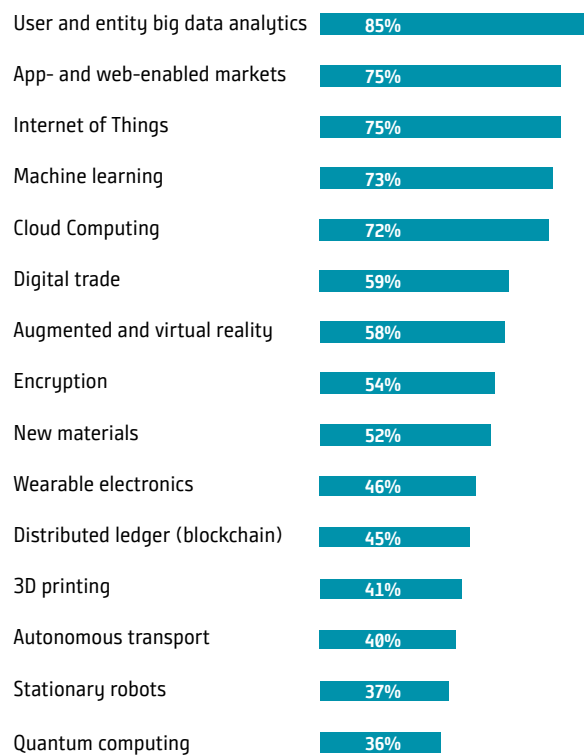 User and entity big data analytics 85%
App- and web-enabled markets 75%
Internet of Things 75%
Machine learning 73%
Cloud Computing 72%
Digital trade 59%
Augmented and virtual reality 58%
Encryption 54%
New materials 52%
Wearable electronics 46%
Distributed ledger (blockchain) 45%
3D printing 41%
Autonomous transport 40%
Stationary robots 37%
Quantum computing 36%